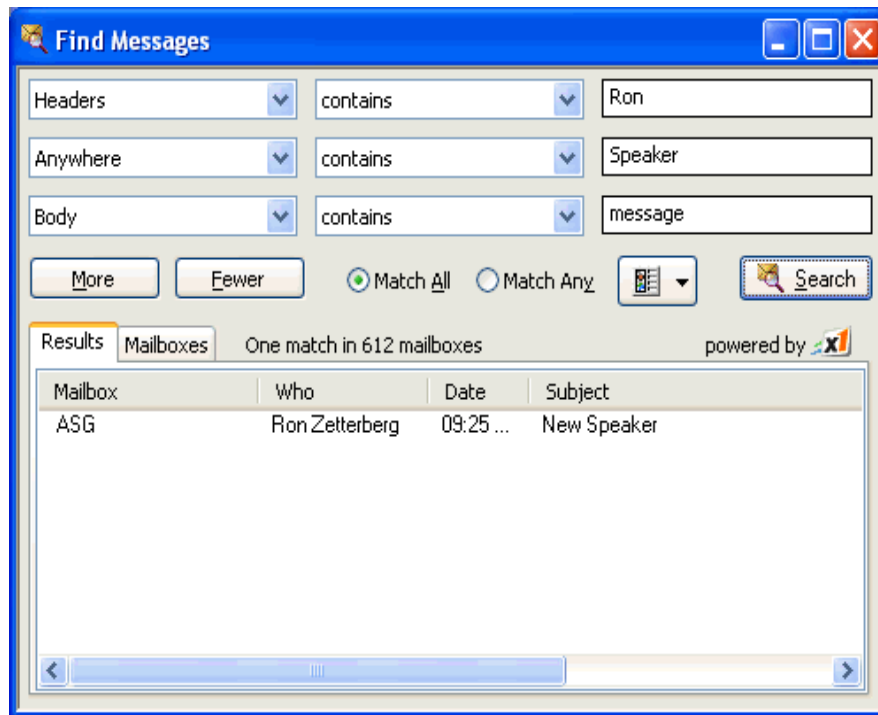 Find Messages
Headers contains Ron
Anywhere contains Speaker
Body contains message
More Fewer Match All Match Any Search
Results Mailboxes One match in 612 mailboxes powered by x1
Mailbox Who Date Subject
ASG Ron Zetterberg 09:25 ... New Speaker